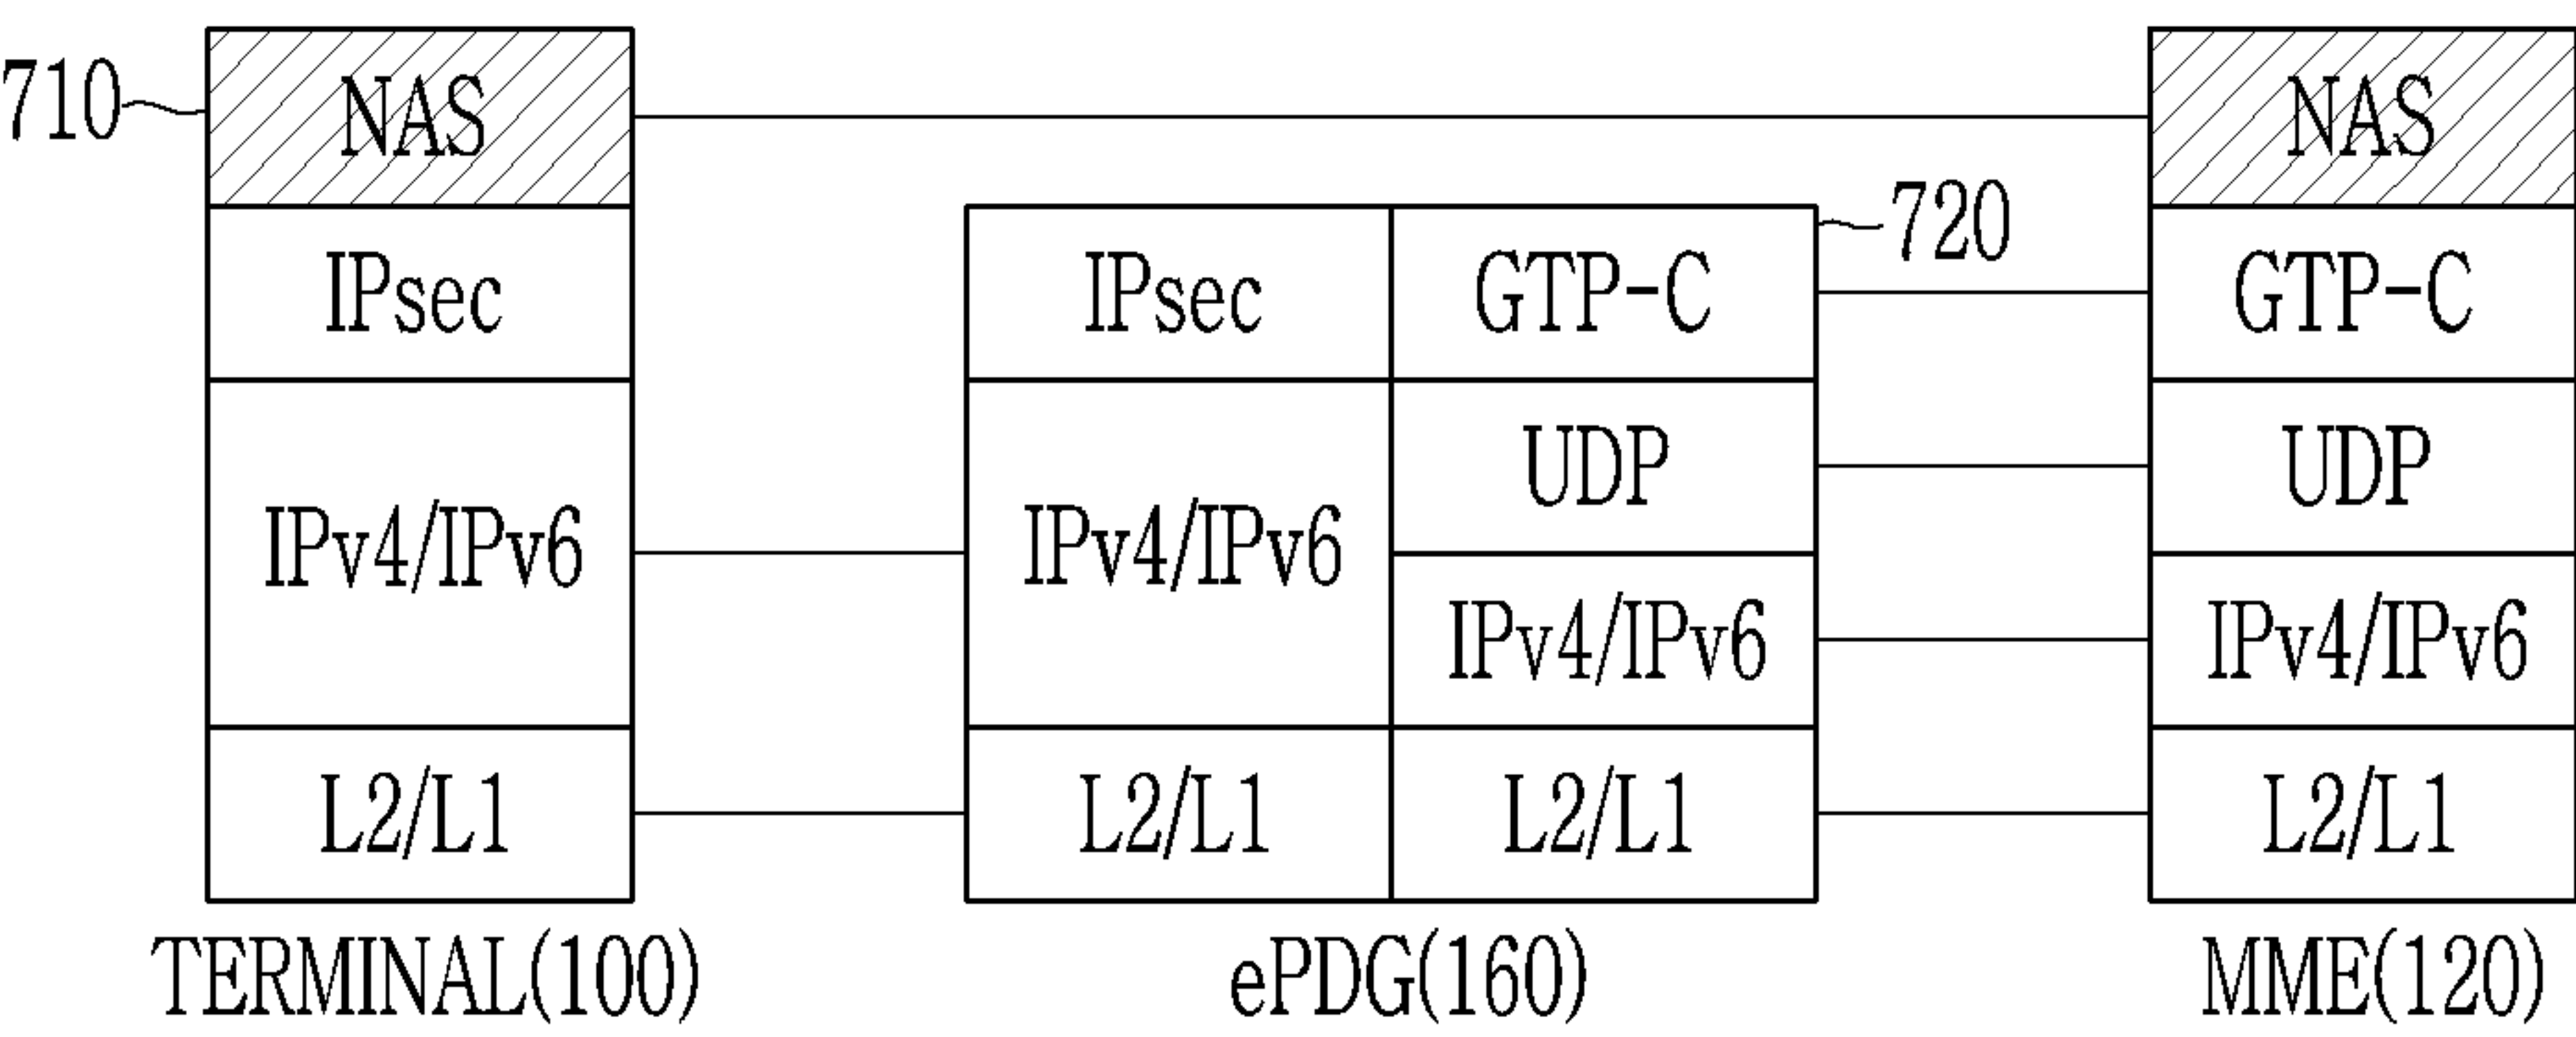 710
NAS
NAS
720
IPsec
IPsec
GTP-C
GTP-C
UDP
UDP
IPv4/IPv6
IPv4/IPv6
IPv4/IPv6
IPv4/IPv6
L2/L1
L2/L1
L2/L1
L2/L1
TERMINAL(100)
ePDG(160)
MME(120)